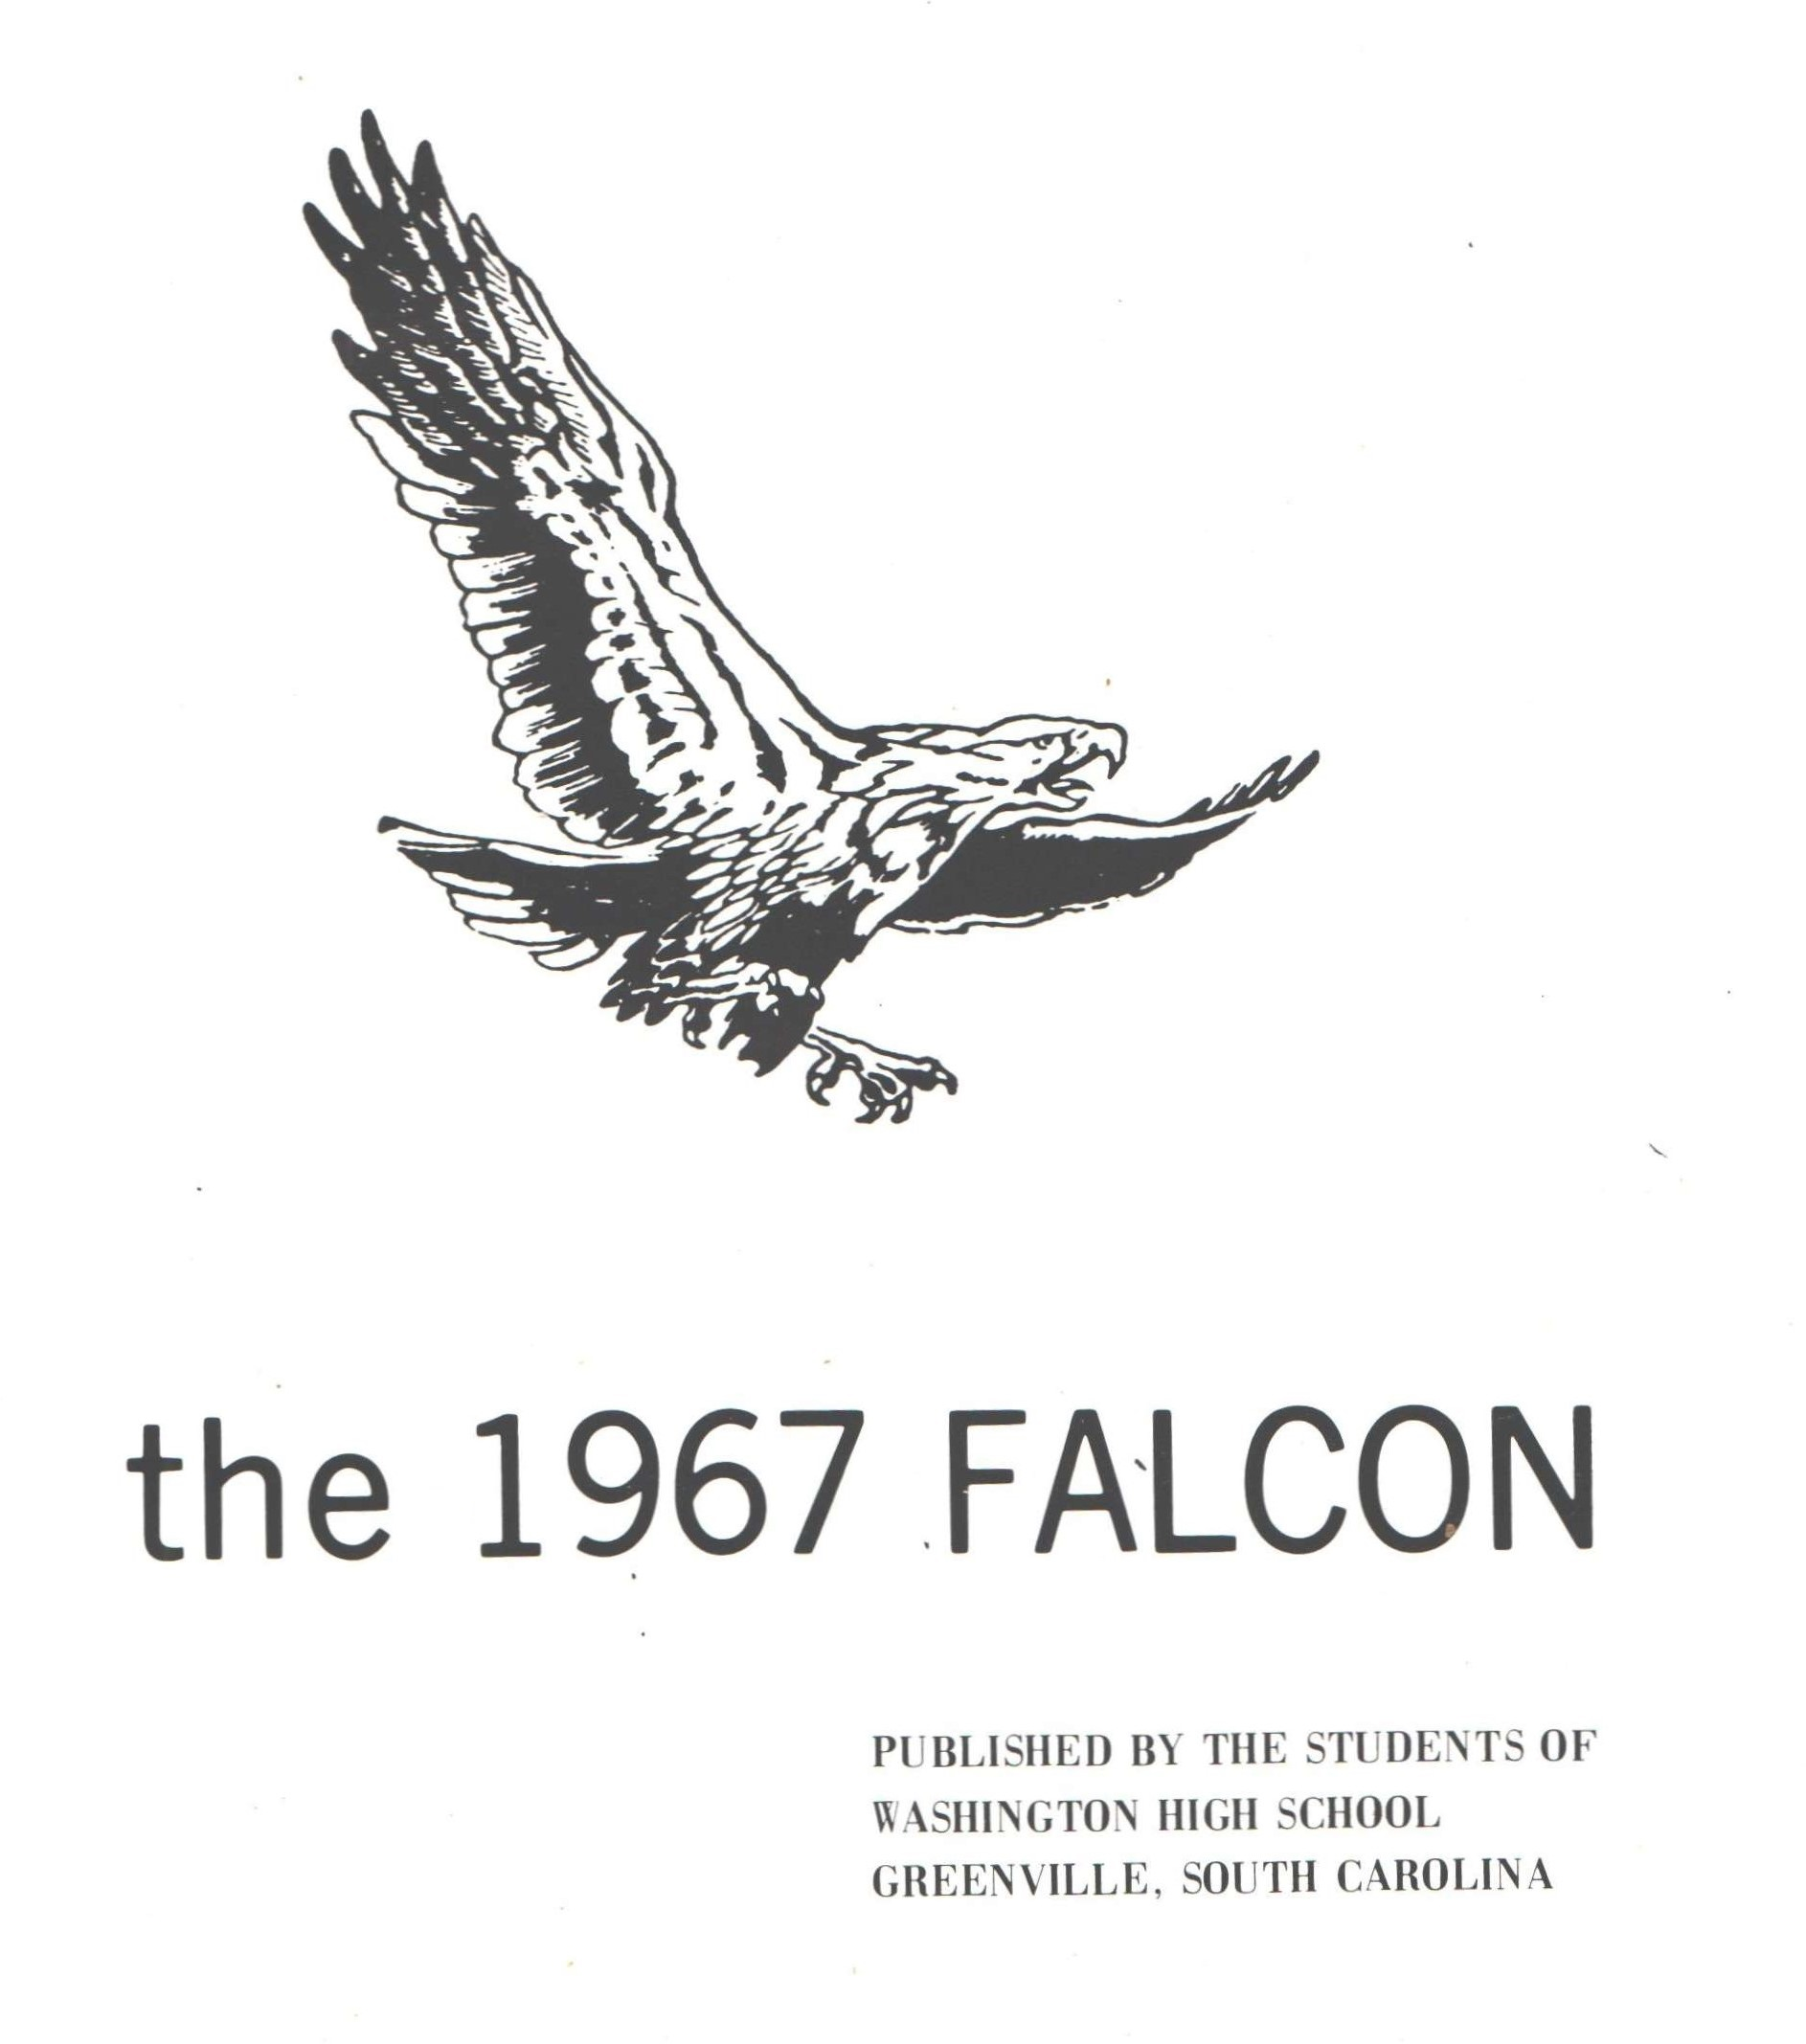 the 1967 FALCON
PUBLISHED BY THE STUDENTS OF
WASHINGTON HIGH SCHOOL
GREENVILLE, SOUTH CAROLINA